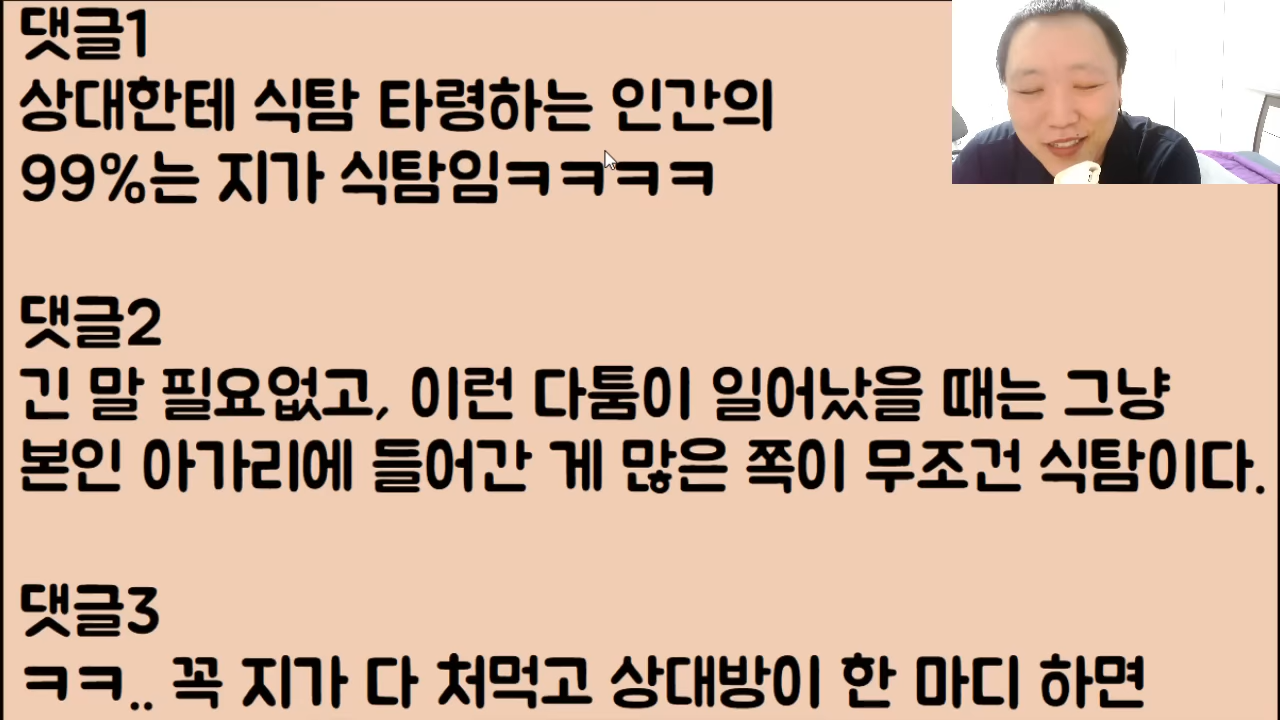 댓글1
상대한테 식탐 타령하는 인간의
99%는 지가 식탐임ㅋㅋㅋㅋ
댓글2
긴 말 필요없고, 이런 다툼이 일어났을 때는 그냥
본인 아가리에 들어간 게 많은 쪽이 무조건 식탐이다.
댓글3
ㅋㅋ.. 꼭 지가 다 처먹고 상대방이 한 마디 하면